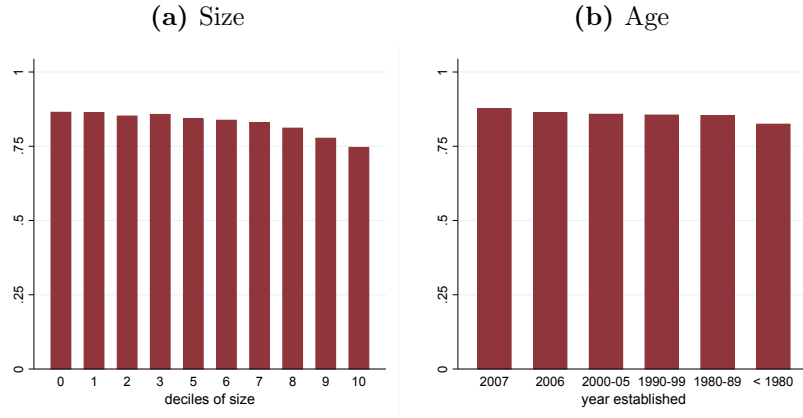 (a) Size
1
.75
.5
.25
0
0 1 2 3 5 6 7 8 9 10
deciles of size
(b) Age
1
.75
.5
.25
0
2007 2006 2000-05 1990-99 1980-89 < 1980
year established